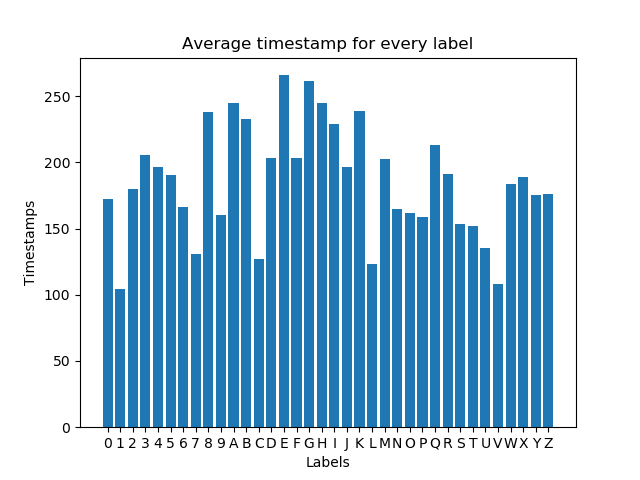 Average timestamp for every label
250
200
150
100
50
0
Timestamps
0 1 2 3 4 5 6 7 8 9 A B C D E F G H I J K L M N O P Q R S T U V W X Y Z
Labels